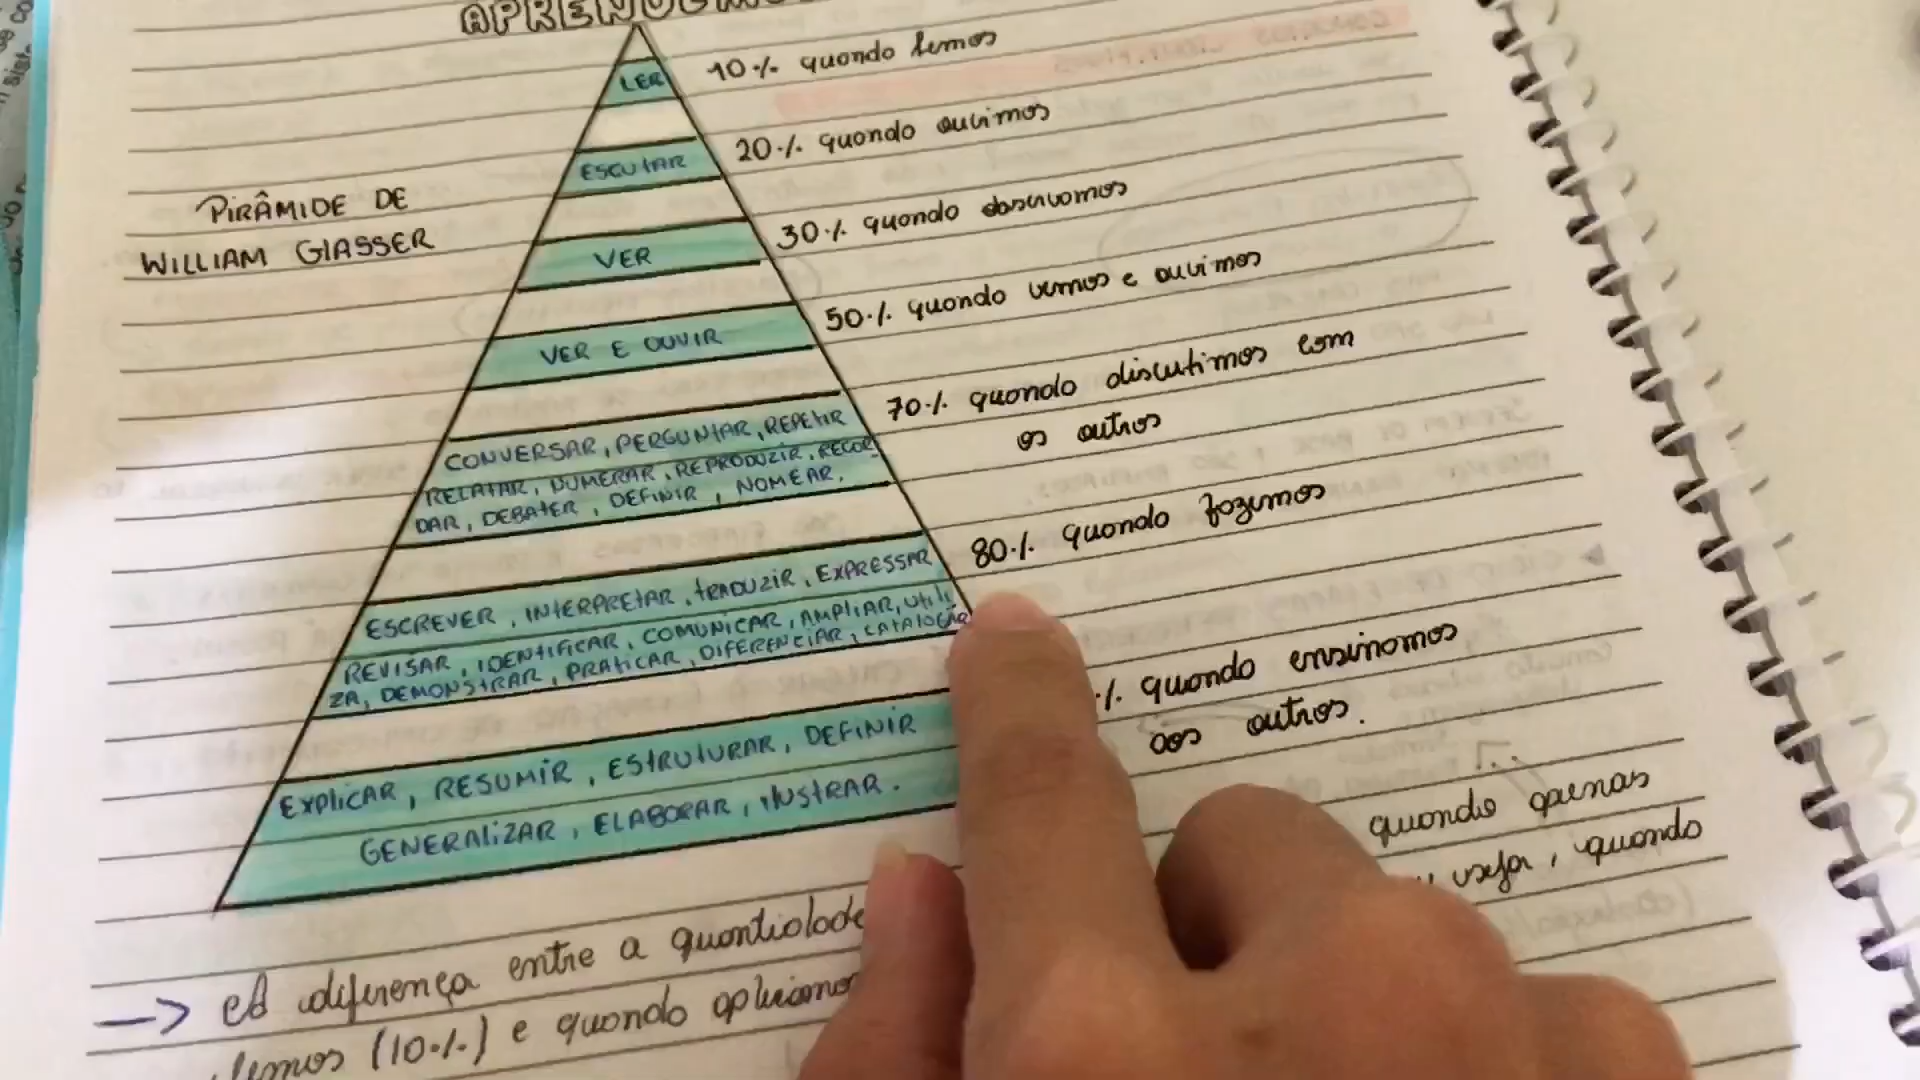 PIRÂMIDE DE
WILLIAM GLASSER
LER
10% quando lemos
ESCUTAR
20% quando ouvimos
VER
30% quando observamos
VER E OUVIR
50% quando vemos e ouvimos
CONVERSAR, PERGUNTAR, REPETIR
RELATAR, NUMERAR, REPRODUZIR, RECOR
DAR, DEBATER, DEFINIR, NOMEAR.
70% quando discutimos com
os outros
ESCREVER, INTERPRETAR, TRADUZIR, EXPRESSAR
REVISAR, IDENTIFICAR, COMUNICAR, AMPLIAR, UTILI
ZA, DEMONSTRAR, PRATICAR, DIFERENCIAR, CATALOGAR
80% quando fazemos
EXPLICAR, RESUMIR, ESTRUTURAR, DEFINIR
GENERALIZAR, ELABORAR, ILUSTRAR.
% quando ensinamos
aos outros.
→ A diferença entre a quantidade quando apenas
lemos (10%) e quando aplicamos seja, quando